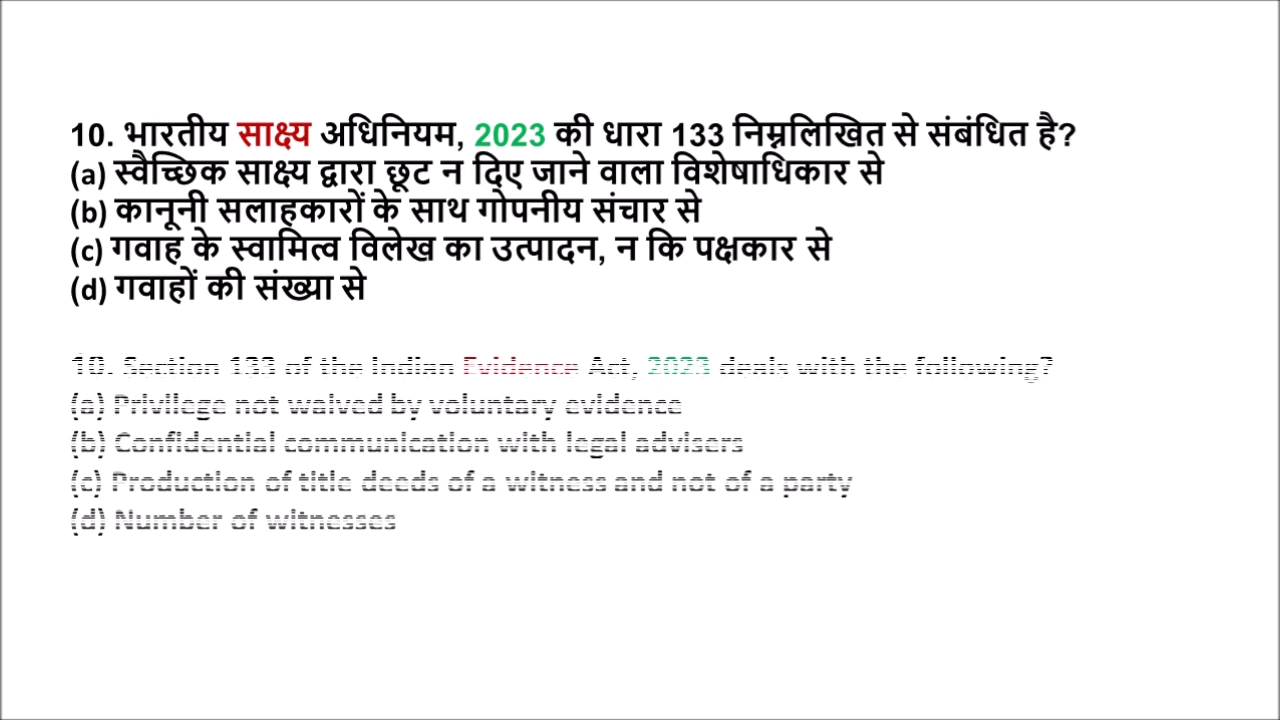 10. भारतीय साक्ष्य अधिनियम, 2023 की धारा 133 निम्नलिखित से संबंधित है?
(a) स्वैच्छिक साक्ष्य द्वारा छूट न दिए जाने वाला विशेषाधिकार से
(b) कानूनी सलाहकारों के साथ गोपनीय संचार से
(c) गवाह के स्वामित्व विलेख का उत्पादन, न कि पक्षकार से
(d) गवाहों की संख्या से
10. Section 133 of the Indian Evidence Act, 2023 deals with the following?
(a) Privilege not waived by voluntary evidence
(b) Confidential communication with legal advisers
(c) Production of title deeds of a witness and not of a party
(d) Number of witnesses